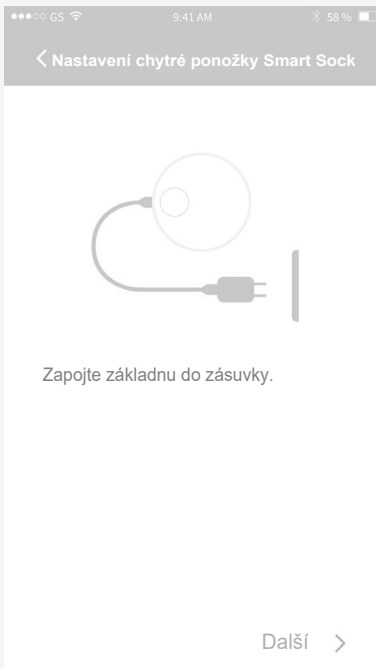 GS 9:41 AM 58 %
Nastavení chytré ponožky Smart Sock
Zapojte základnu do zásuvky.
Další